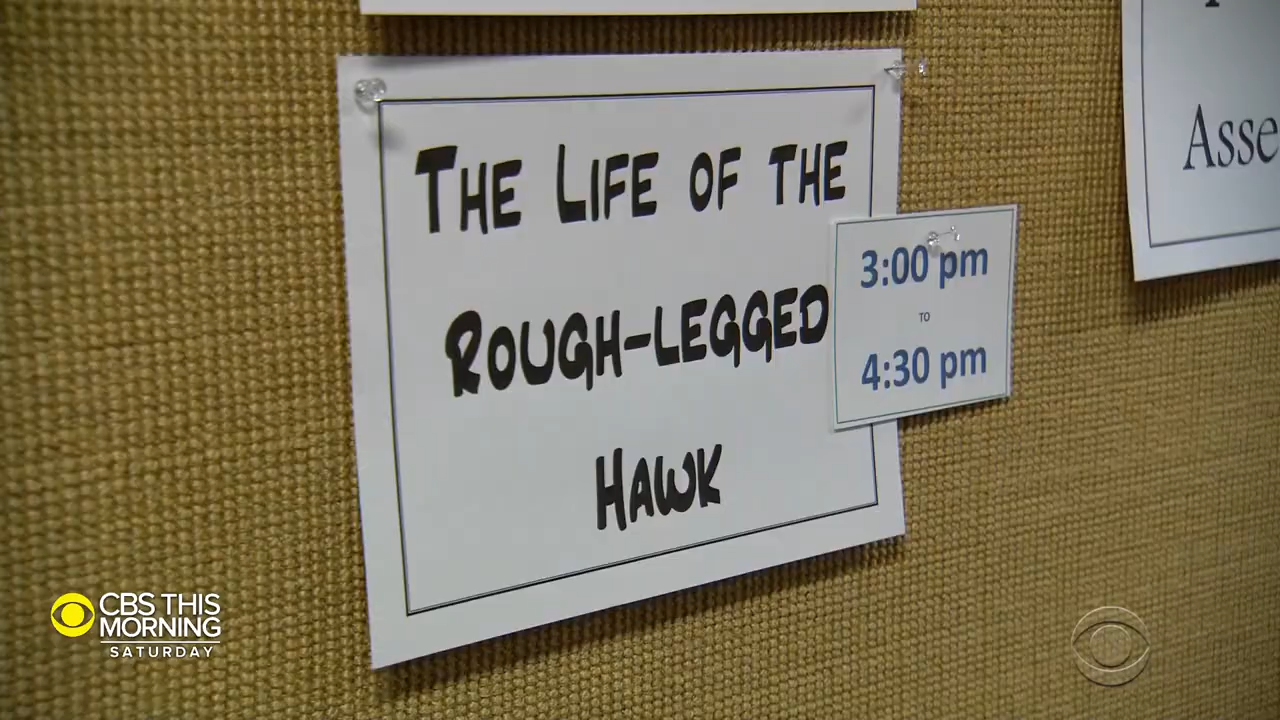 The Life of the
Rough-legged
Hawk
3:00 pm
TO
4:30 pm
Asse
CBS THIS
MORNING
SATURDAY